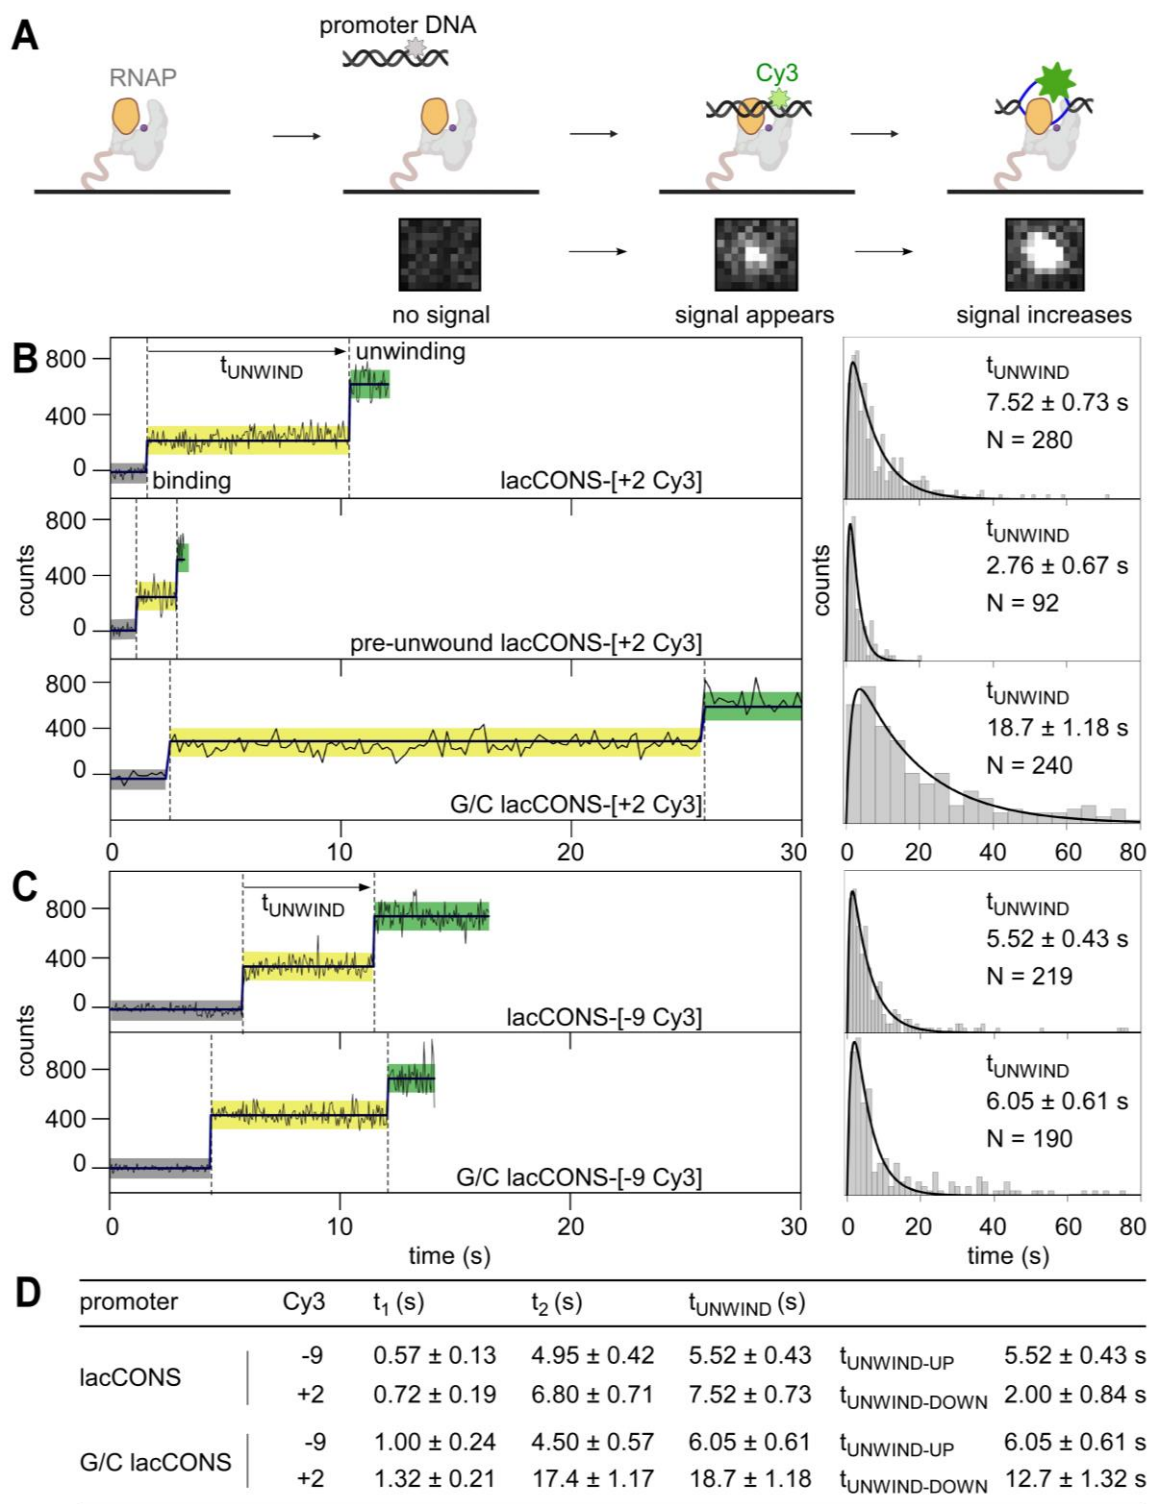 A
promoter DNA
RNAP
Cy3
no signal
signal appears
signal increases
B
800
400
0
tUNWIND
unwinding
binding
lacCONS-[+2 Cy3]
tUNWIND
7.52 ± 0.73 s
N = 280
800
400
0
counts
pre-unwound lacCONS-[+2 Cy3]
counts
tUNWIND
2.76 ± 0.67 s
N = 92
800
400
0
G/C lacCONS-[+2 Cy3]
tUNWIND
18.7 ± 1.18 s
N = 240
0 10 20 30
0 20 40 60 80
C
800
400
0
tUNWIND
lacCONS-[-9 Cy3]
tUNWIND
5.52 ± 0.43 s
N = 219
counts
800
400
0
G/C lacCONS-[-9 Cy3]
tUNWIND
6.05 ± 0.61 s
N = 190
0 10 20 30
time (s)
0 20 40 60 80
time (s)
D
promoter Cy3 t1 (s) t2 (s) tUNWIND (s)
lacCONS
-9 0.57 ± 0.13 4.95 ± 0.42 5.52 ± 0.43 tUNWIND-UP 5.52 ± 0.43 s
+2 0.72 ± 0.19 6.80 ± 0.71 7.52 ± 0.73 tUNWIND-DOWN 2.00 ± 0.84 s
G/C lacCONS
-9 1.00 ± 0.24 4.50 ± 0.57 6.05 ± 0.61 tUNWIND-UP 6.05 ± 0.61 s
+2 1.32 ± 0.21 17.4 ± 1.17 18.7 ± 1.18 tUNWIND-DOWN 12.7 ± 1.32 s